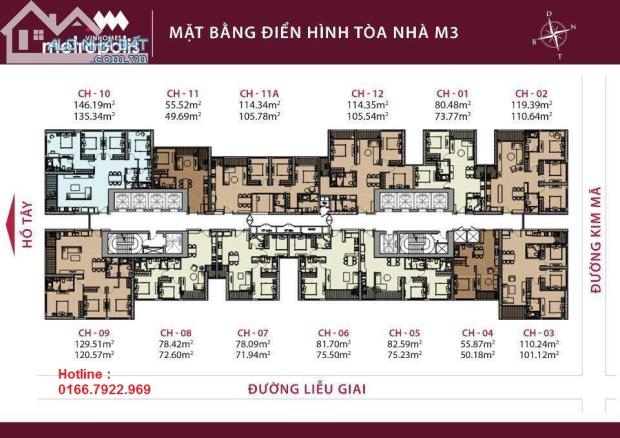 VINHOMES
metropolis
ALO NHÀ ĐẤT
.com.vn
MẶT BẰNG ĐIỂN HÌNH TÒA NHÀ M3
CH - 10
146.19m²
135.34m²
CH - 11
55.52m²
49.69m²
CH - 11A
114.34m²
105.78m²
CH - 12
114.35m²
105.54m²
CH - 01
80.48m²
73.77m²
CH - 02
119.39m²
110.64m²
HỒ TÂY
ĐƯỜNG KIM MÃ
CH - 09
129.51m²
120.57m²
CH - 08
78.42m²
72.60m²
CH - 07
78.09m²
71.94m²
CH - 06
81.70m²
75.50m²
CH - 05
82.59m²
75.23m²
CH - 04
55.87m²
50.18m²
CH - 03
110.24m²
101.12m²
Hotline :
0166.7922.969
ĐƯỜNG LIỄU GIAI